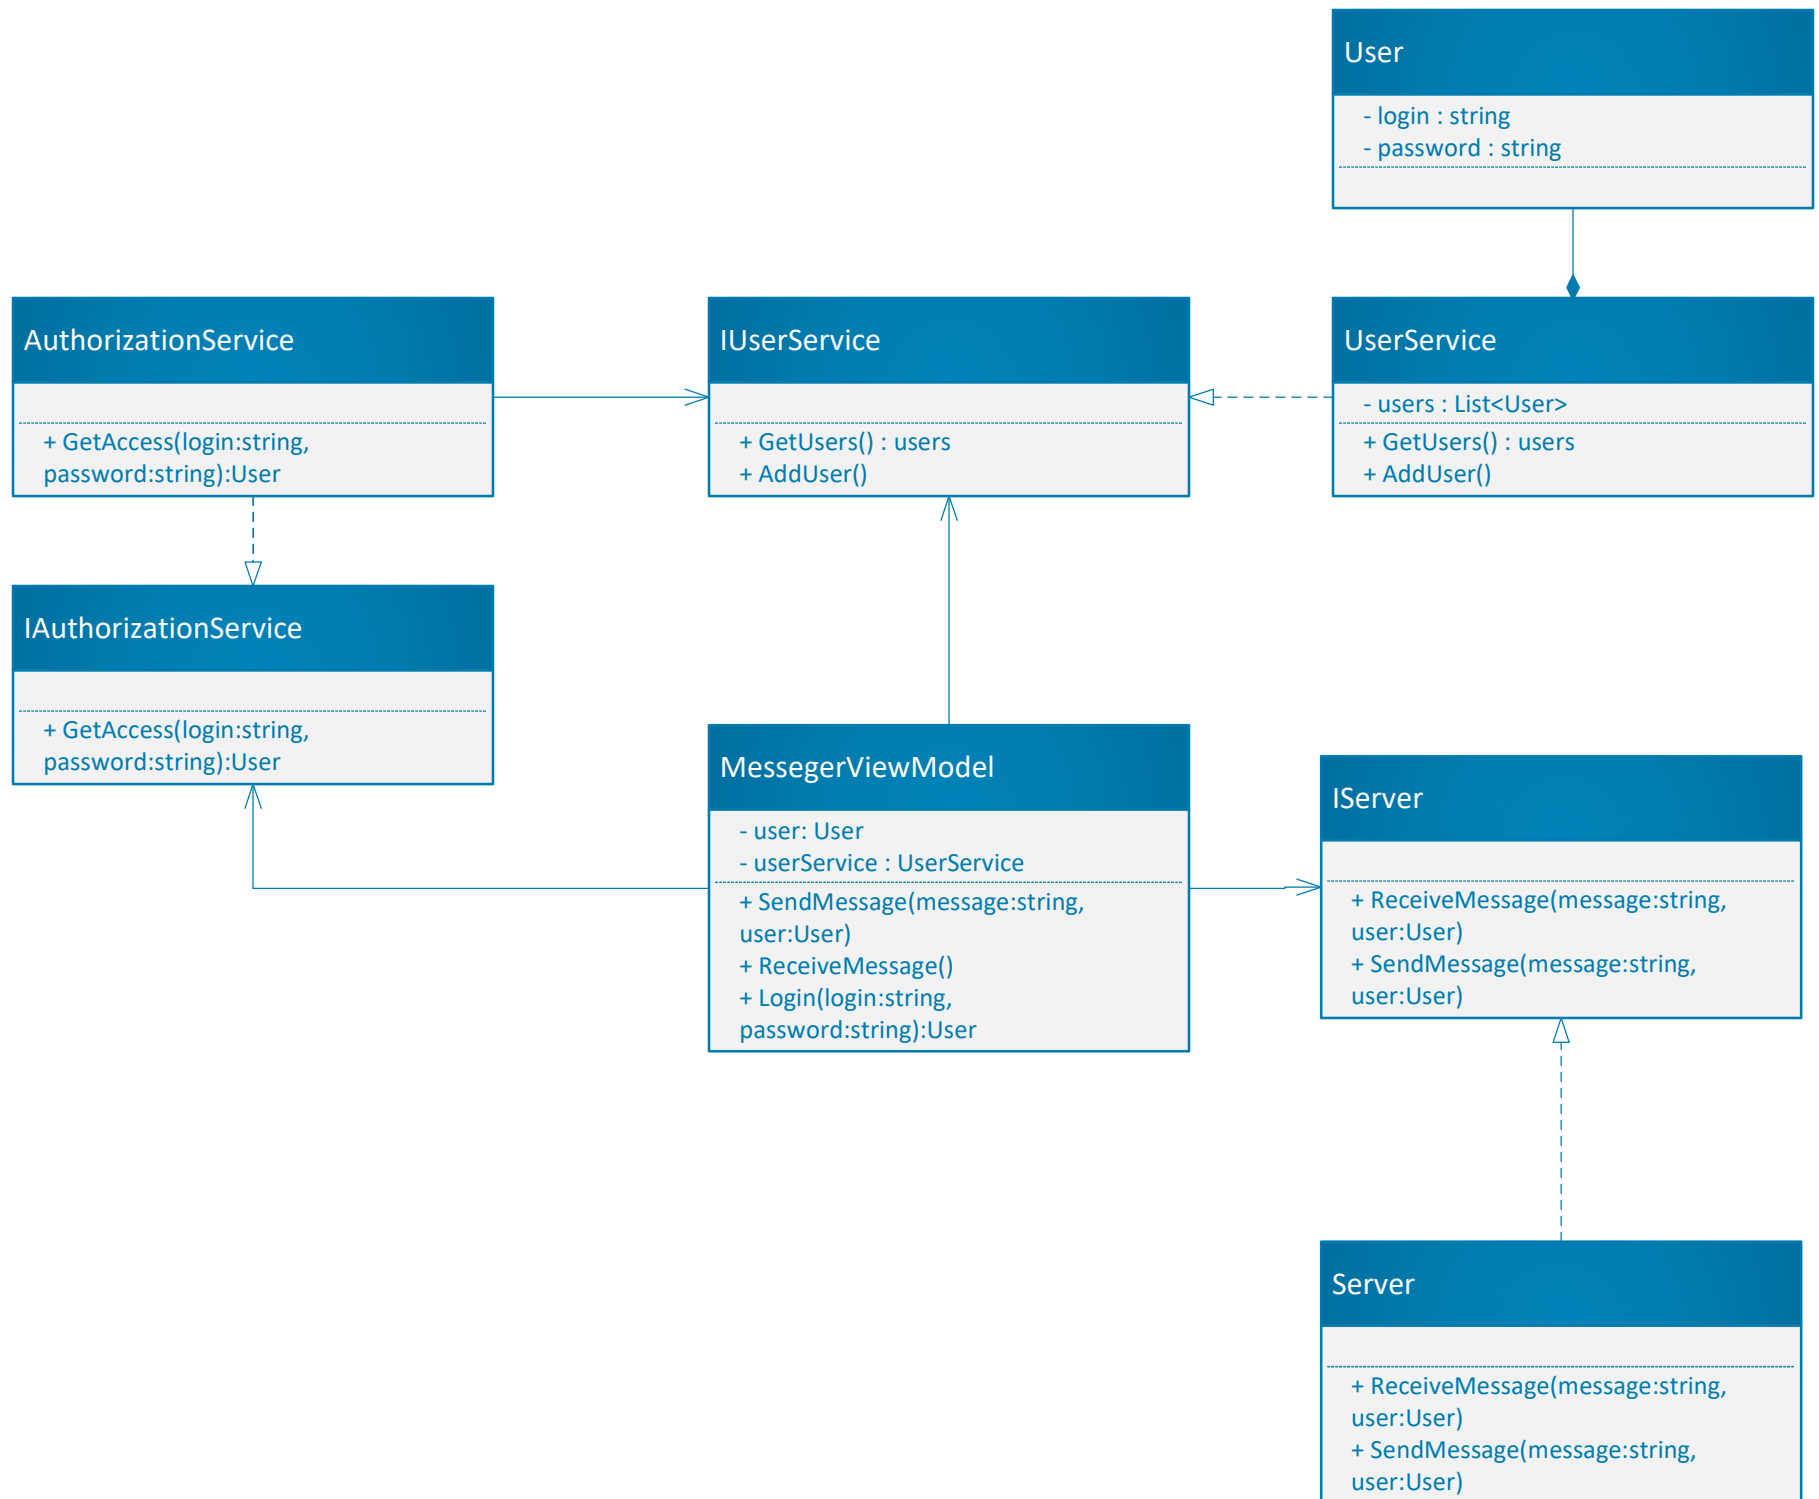 User
- login : string
- password : string
AuthorizationService
+ GetAccess(login:string,
password:string):User
IUserService
+ GetUsers() : users
+ AddUser()
UserService
- users : List<User>
+ GetUsers() : users
+ AddUser()
IAuthorizationService
+ GetAccess(login:string,
password:string):User
MessegerViewModel
- user: User
- userService : UserService
+ SendMessage(message:string,
user:User)
+ ReceiveMessage()
+ Login(login:string,
password:string):User
IServer
+ ReceiveMessage(message:string,
user:User)
+ SendMessage(message:string,
user:User)
Server
+ ReceiveMessage(message:string,
user:User)
+ SendMessage(message:string,
user:User)